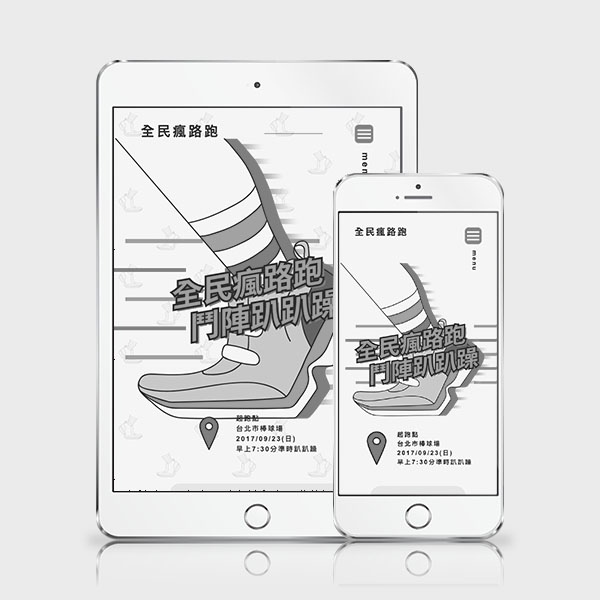 全民瘋路跑
menu
全民瘋路跑
鬥陣趴趴躁
起跑點
台北市棒球場
2017/09/23(日)
早上7:30分準時趴趴蹓
全民瘋路跑
menu
全民瘋路跑
鬥陣趴趴躁
起跑點
台北市棒球場
2017/09/23(日)
早上7:30分準時趴趴蹓